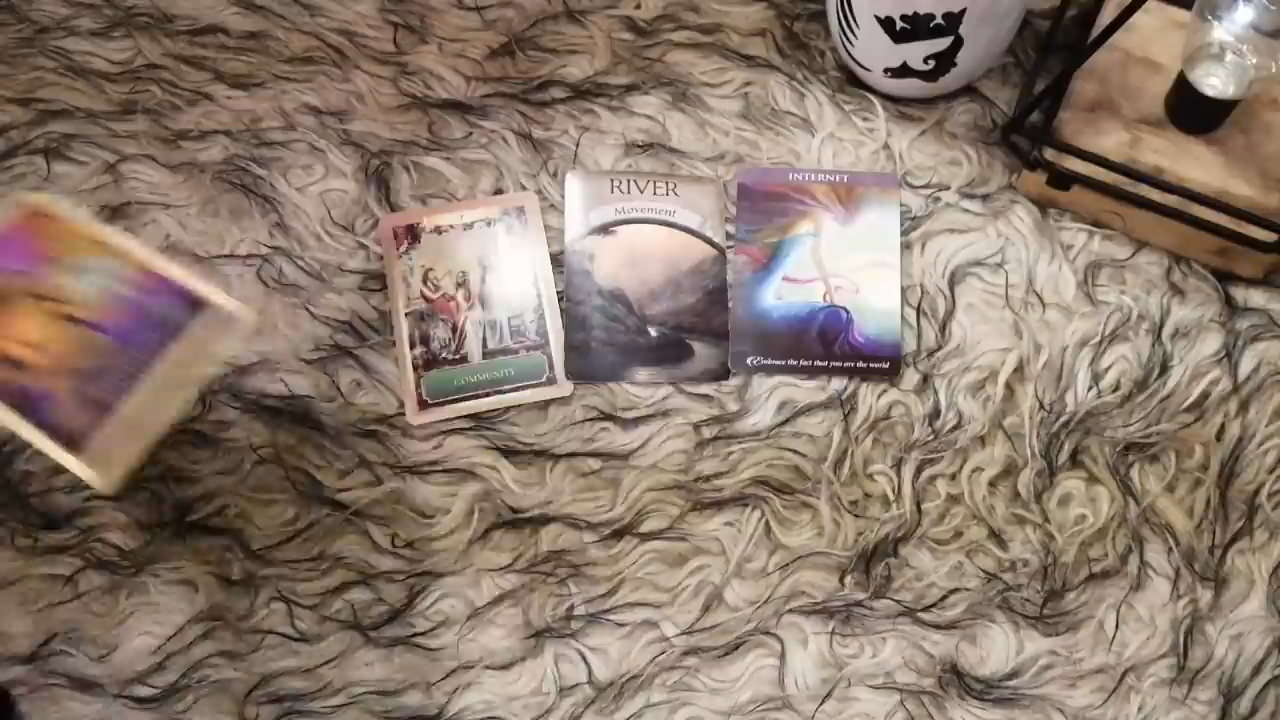 COMMUNITY
RIVER
Movement
INTERNET
Embrace the fact that you are the world